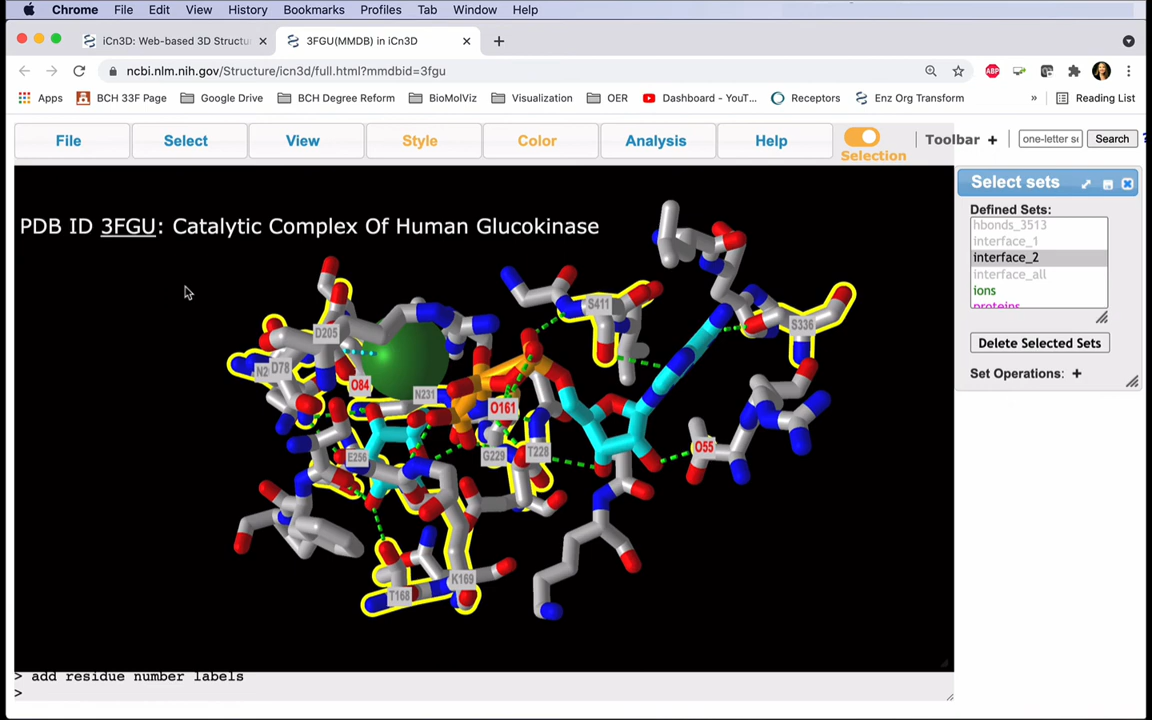 Chrome File Edit View History Bookmarks Profiles Tab Window Help
iCn3D: Web-based 3D Structu 3FGU(MMDB) in iCn3D
ncbi.nlm.nih.gov/Structure/icn3d/full.html?mmdbid=3fgu
ABP
Apps BCH 33F Page Google Drive BCH Degree Reform BioMolViz Visualization OER Dashboard - YouT... Receptors Enz Org Transform » Reading List
File Select View Style Color Analysis Help Selection Toolbar + one-letter se Search
Select sets
Defined Sets:
hbonds_3513
interface_1
interface_2
interface_all
ions
proteins
Delete Selected Sets
Set Operations: +
PDB ID 3FGU: Catalytic Complex Of Human Glucokinase
S411
S336
D205
D78
O84
N231
O161
O55
E256
G229
T228
K169
T168
> add residue number labels
>